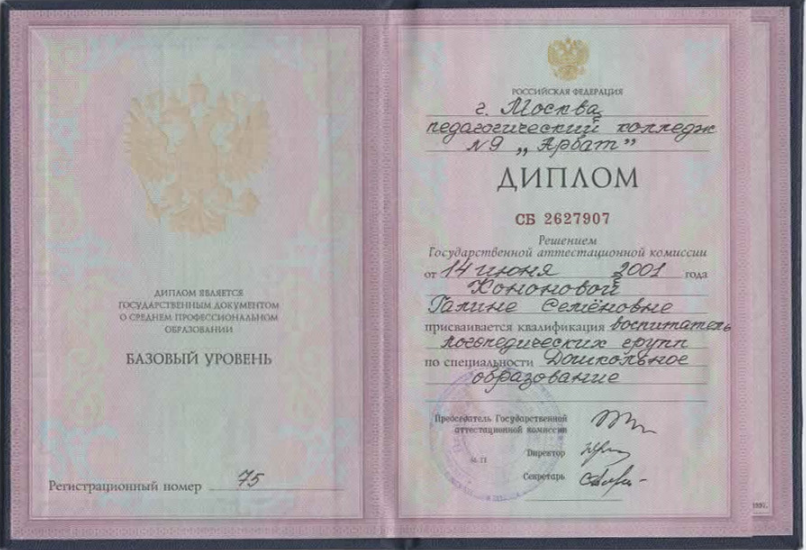 ДИПЛОМ ЯВЛЯЕТСЯ
ГОСУДАРСТВЕННЫМ ДОКУМЕНТОМ
О СРЕДНЕМ ПРОФЕССИОНАЛЬНОМ
ОБРАЗОВАНИИ
БАЗОВЫЙ УРОВЕНЬ
Регистрационный номер 75
РОССИЙСКАЯ ФЕДЕРАЦИЯ
г. Москва
педагогический колледж
№9 „Арбат"
ДИПЛОМ
СБ 2627907
Решением
Государственной аттестационной комиссии
от 14 июня 2001 года
Кононовой
Галине Семёновне
присваивается квалификация воспитатель
логопедических групп
по специальности Дошкольное
образование
Председатель Государственной
аттестационной комиссии
Директор
Секретарь
1997.